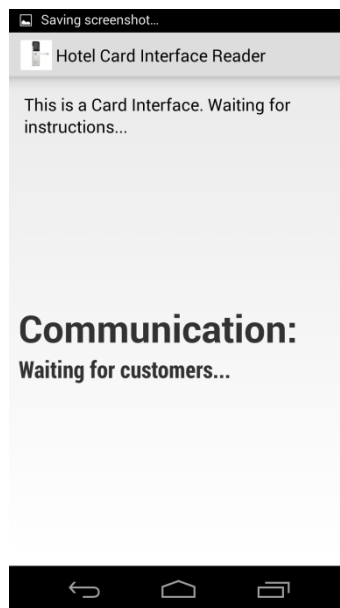 Saving screenshot...
Hotel Card Interface Reader
This is a Card Interface. Waiting for
instructions...
Communication:
Waiting for customers...